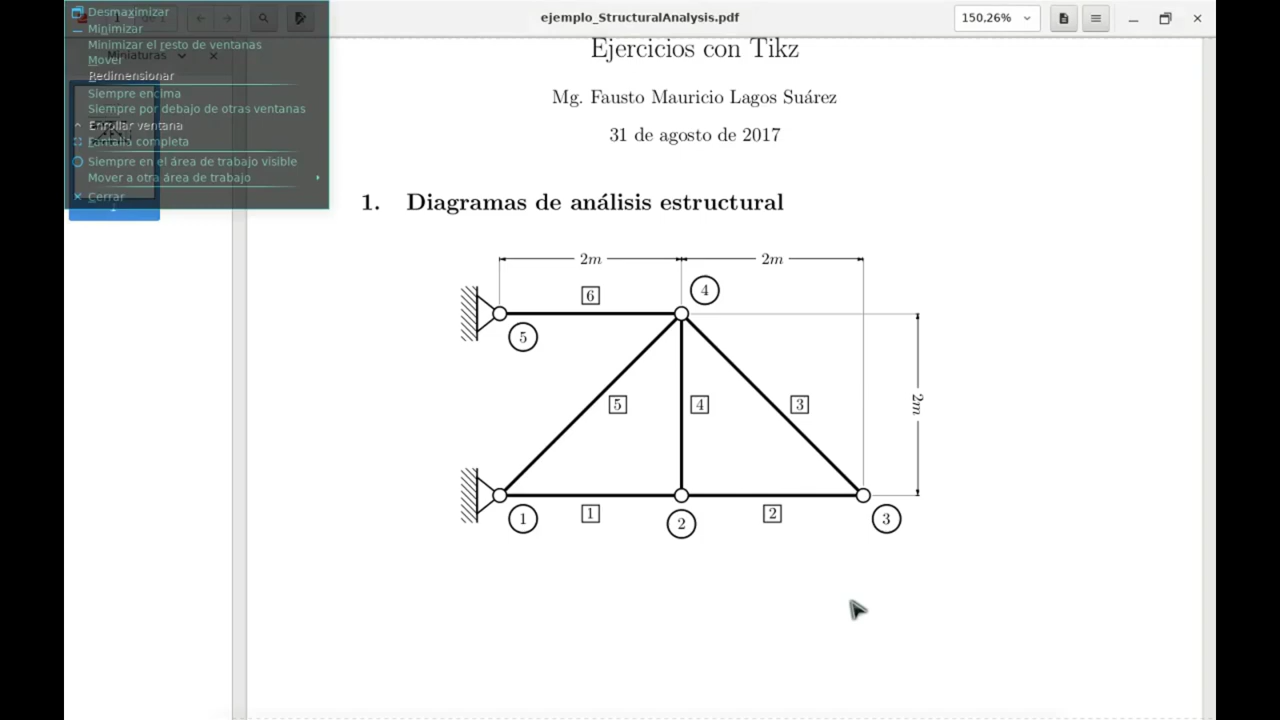 Desmaximizar
Minimizar
Minimizar el resto de ventanas
Mover
Redimensionar
Siempre encima
Siempre por debajo de otras ventanas
Enrollar ventana
Pantalla completa
Siempre en el área de trabajo visible
Mover a otra área de trabajo
Cerrar
Miniaturas
1
ejemplo_StructuralAnalysis.pdf
150,26%
Ejercicios con Tikz
Mg. Fausto Mauricio Lagos Suárez
31 de agosto de 2017
1. Diagramas de análisis estructural
2m 2m
6 4
5
5 4 3 2m
1 1 2 2 3